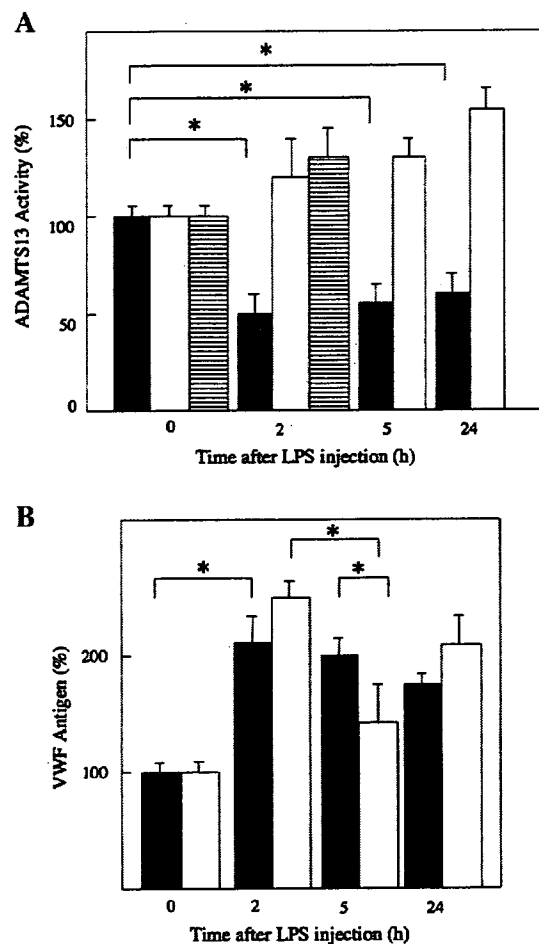 A
* 
*
*
150
100
50
0
ADAMTS13 Activity (%)
0 2 5 24
Time after LPS injection (h)
B
*
*
*
200
100
VWF Antigen (%)
0 2 5 24
Time after LPS injection (h)